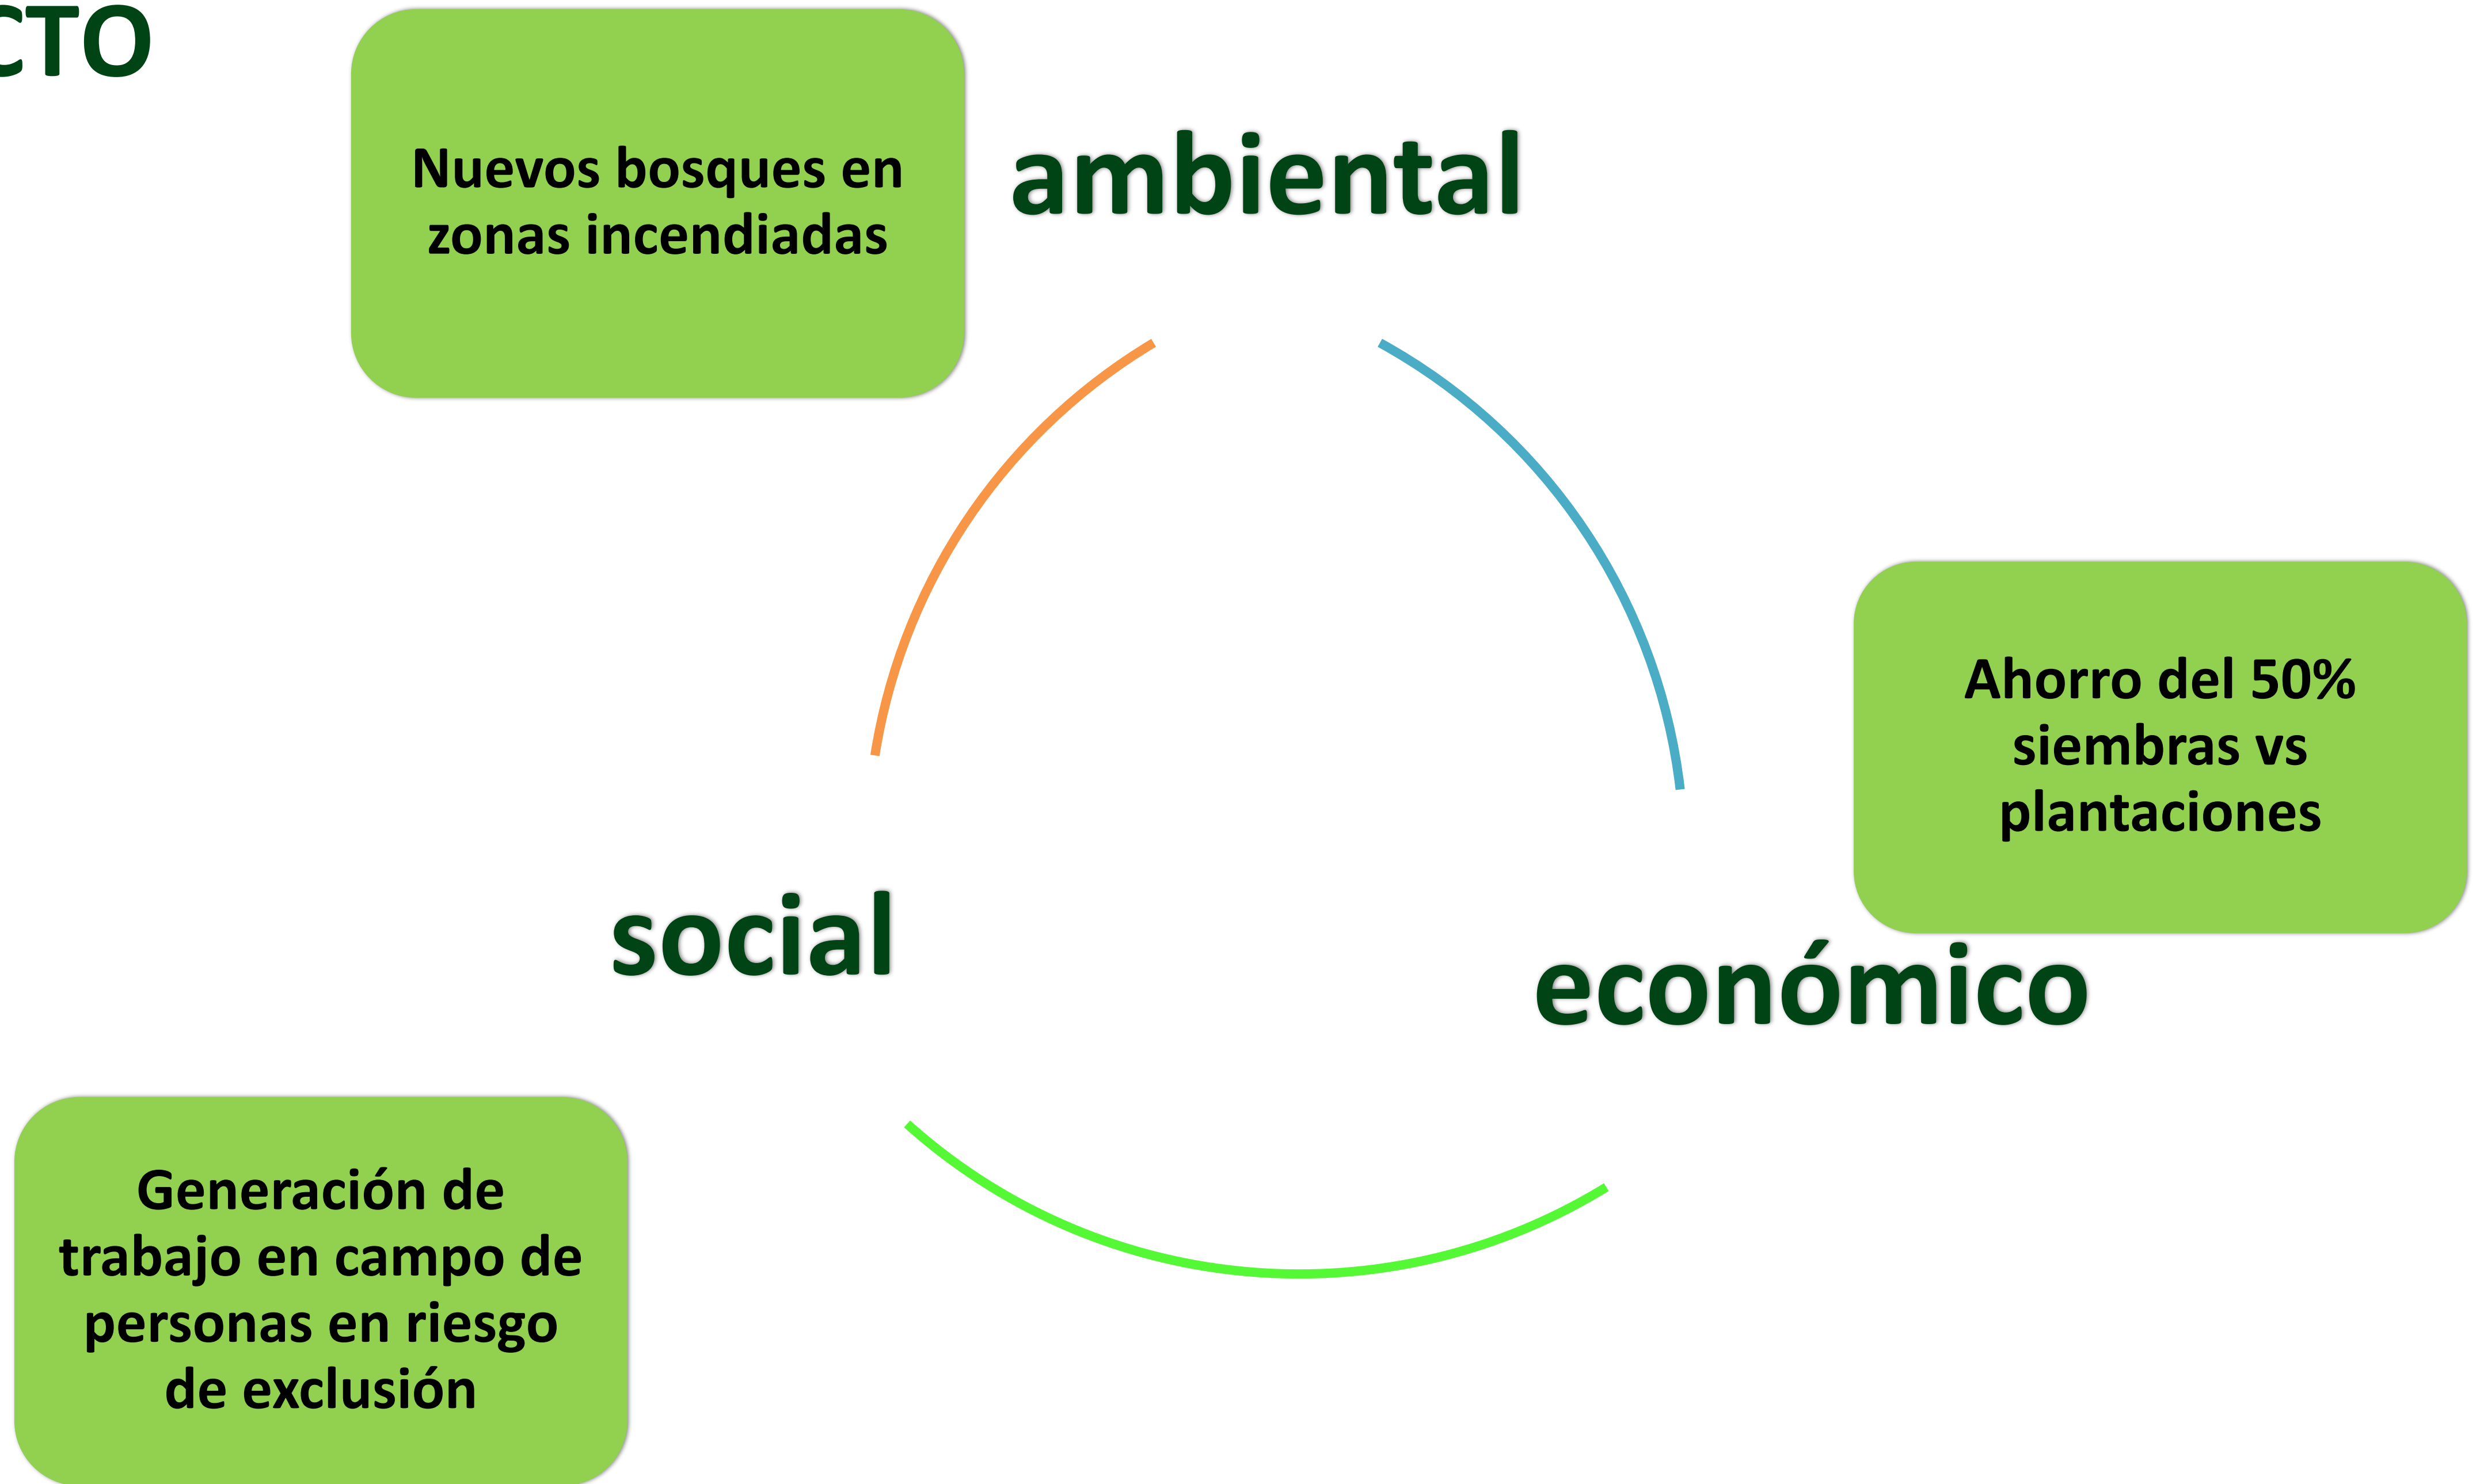 CTO
Nuevos bosques en
zonas incendiadas
ambiental
Ahorro del 50%
siembras vs
plantaciones
social
económico
Generación de
trabajo en campo de
personas en riesgo
de exclusión